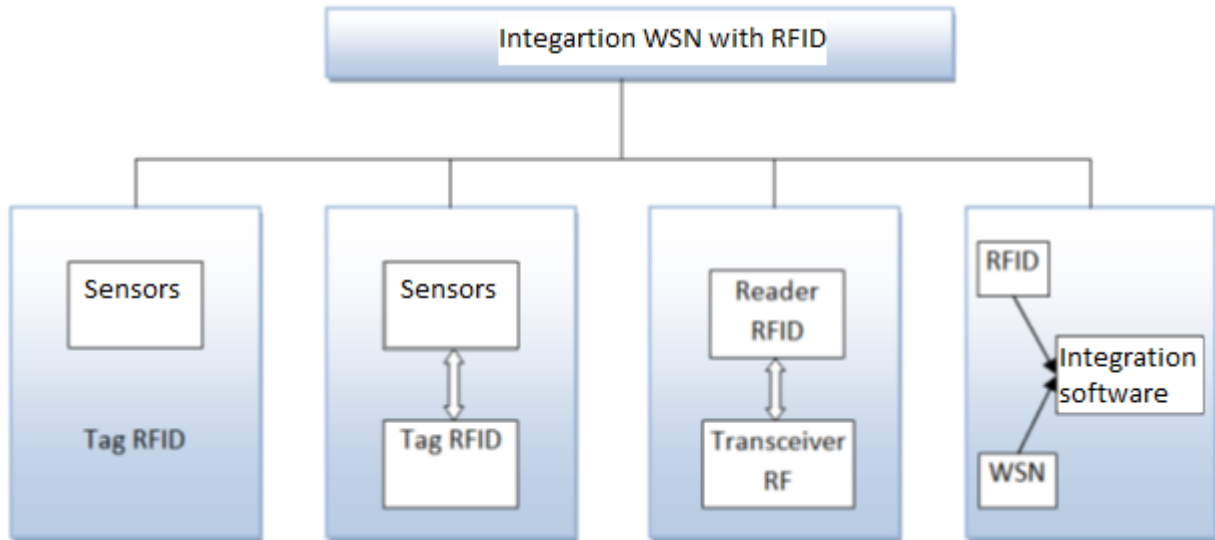 Integartion WSN with RFID
Sensors
Tag RFID
Sensors
Tag RFID
Reader
RFID
Transceiver
RF
RFID
Integration
software
WSN